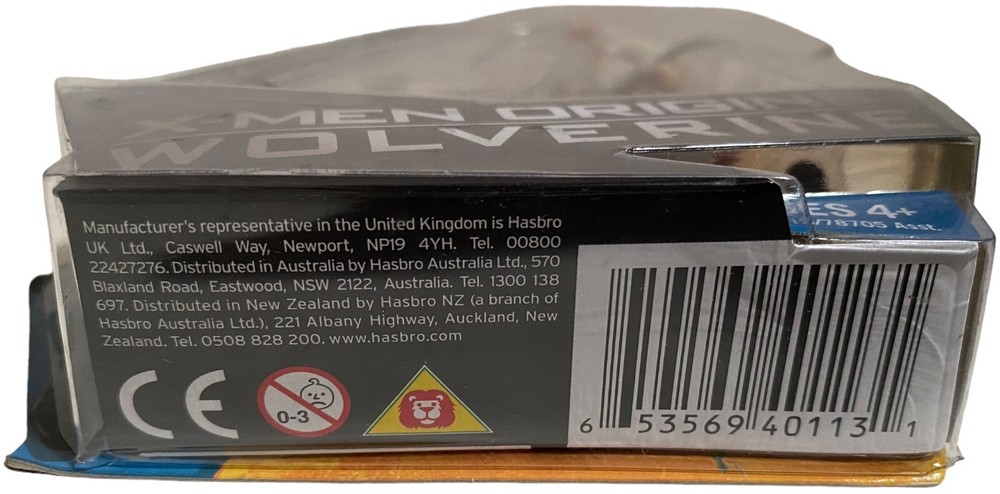 X-MEN ORIGINS
WOLVERINE
ES 4+
/18705 Asst.
Manufacturer's representative in the United Kingdom is Hasbro
UK Ltd., Caswell Way, Newport, NP19 4YH. Tel. 00800
22427276. Distributed in Australia by Hasbro Australia Ltd., 570
Blaxland Road, Eastwood, NSW 2122, Australia. Tel. 1300 138
697. Distributed in New Zealand by Hasbro NZ (a branch of
Hasbro Australia Ltd.), 221 Albany Highway, Auckland, New
Zealand. Tel. 0508 828 200. www.hasbro.com
CE
0-3
6 53569 40113 1